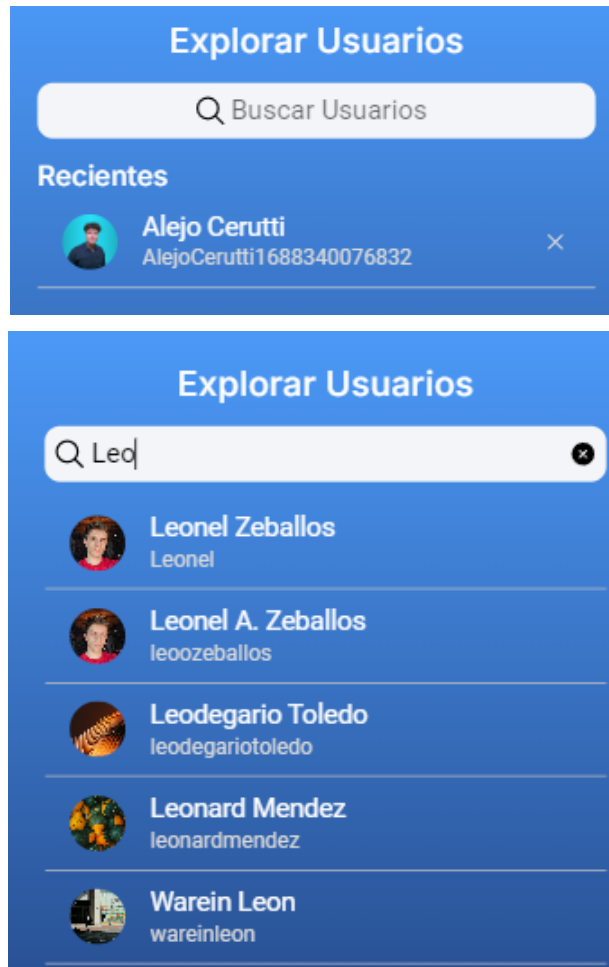 Explorar Usuarios
Buscar Usuarios
Recientes
Alejo Cerutti
AlejoCerutti1688340076832
Explorar Usuarios
Leo
Leonel Zeballos
Leonel
Leonel A. Zeballos
leoozeballos
Leodegario Toledo
leodegariotoledo
Leonard Mendez
leonardmendez
Warein Leon
wareinleon